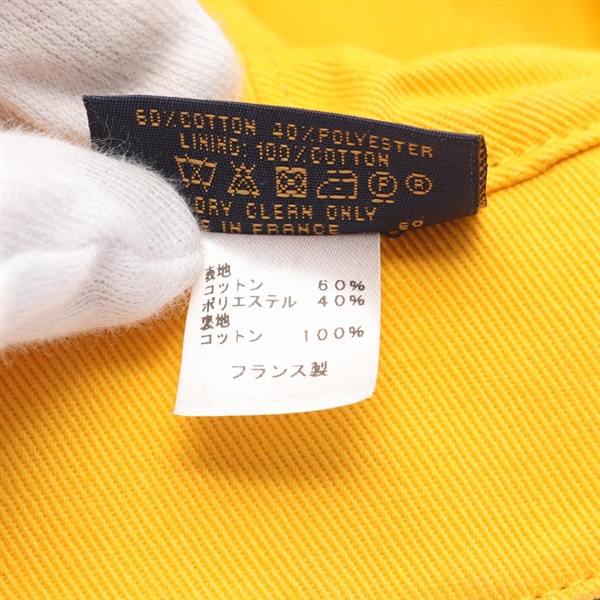 60%COTTON 40%POLYESTER
LINING: 100%COTTON
F R
DRY CLEAN ONLY
IN FRANCE
60
表地
コットン 60%
ポリエステル 40%
裏地
コットン 100%
フランス製